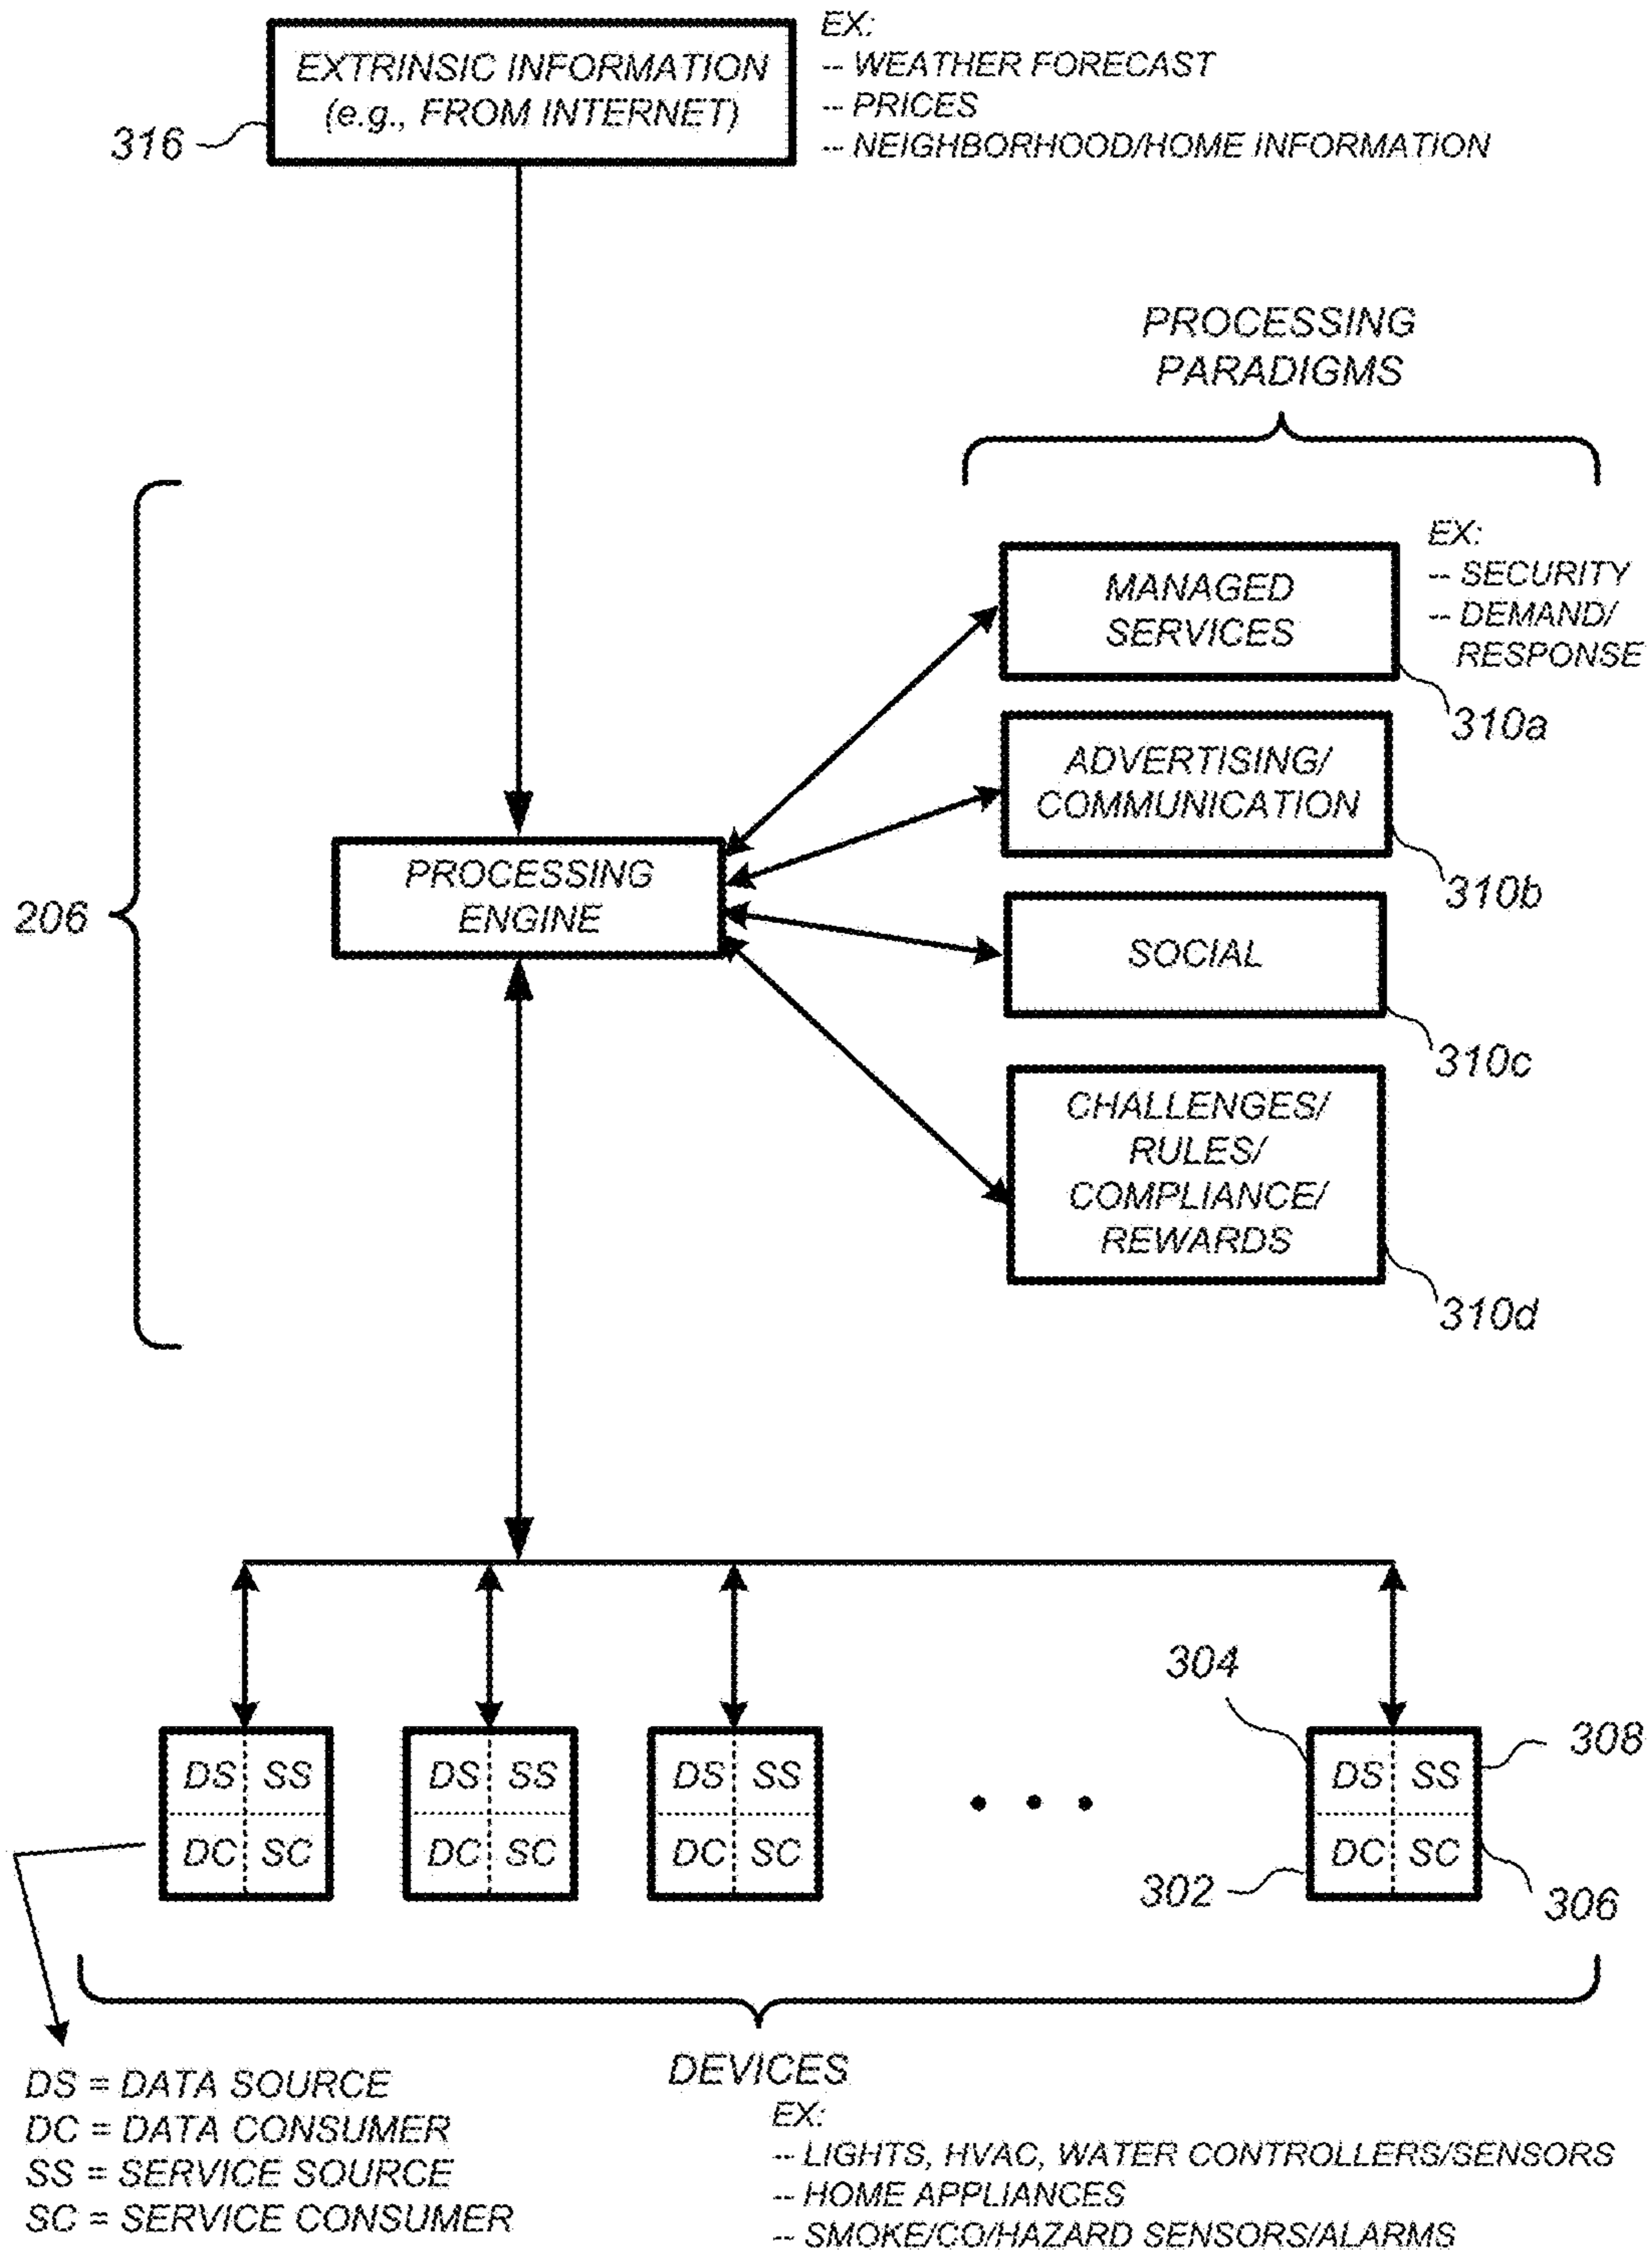 EXTRINSIC INFORMATION
(e.g., FROM INTERNET)
316
EX:
-- WEATHER FORECAST
-- PRICES
-- NEIGHBORHOOD/HOME INFORMATION
PROCESSING
PARADIGMS
206
PROCESSING
ENGINE
MANAGED
SERVICES
EX:
-- SECURITY
-- DEMAND/
RESPONSE
310a
ADVERTISING/
COMMUNICATION
310b
SOCIAL
310c
CHALLENGES/
RULES/
COMPLIANCE/
REWARDS
310d
304
308
DS SS
DC SC
DS SS
DC SC
DS SS
DC SC
• • •
DS SS
DC SC
302
306
DS = DATA SOURCE
DC = DATA CONSUMER
SS = SERVICE SOURCE
SC = SERVICE CONSUMER
DEVICES
EX:
-- LIGHTS, HVAC, WATER CONTROLLERS/SENSORS
-- HOME APPLIANCES
-- SMOKE/CO/HAZARD SENSORS/ALARMS